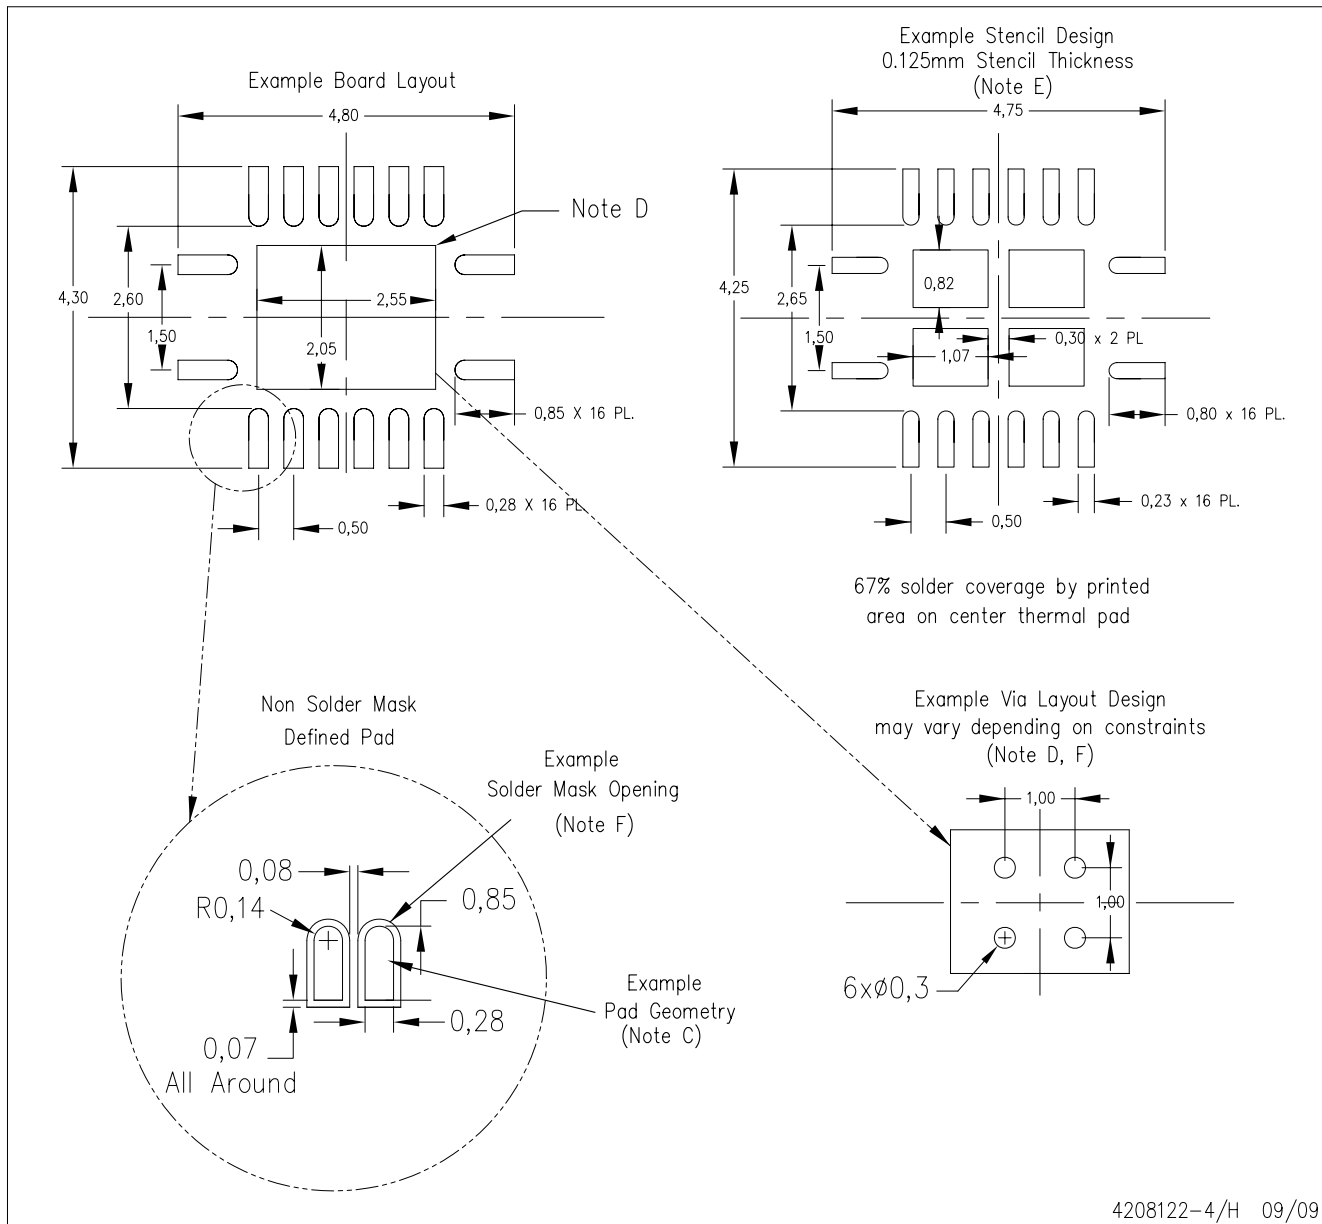 Example Board Layout
4,80
4,30
2,60
1,50
2,55
2,05
Note D
0,85 X 16 PL.
0,28 X 16 PL
0,50
Example Stencil Design
0.125mm Stencil Thickness
(Note E)
4,75
4,25
2,65
1,50
0,82
1,07
0,30 x 2 PL
0,80 x 16 PL.
0,23 x 16 PL.
0,50
67% solder coverage by printed
area on center thermal pad
Non Solder Mask
Defined Pad
Example
Solder Mask Opening
(Note F)
0,08
R0,14
0,85
Example
Pad Geometry
(Note C)
0,28
0,07
All Around
Example Via Layout Design
may vary depending on constraints
(Note D, F)
1,00
1,00
6xø0,3
4208122-4/H 09/09